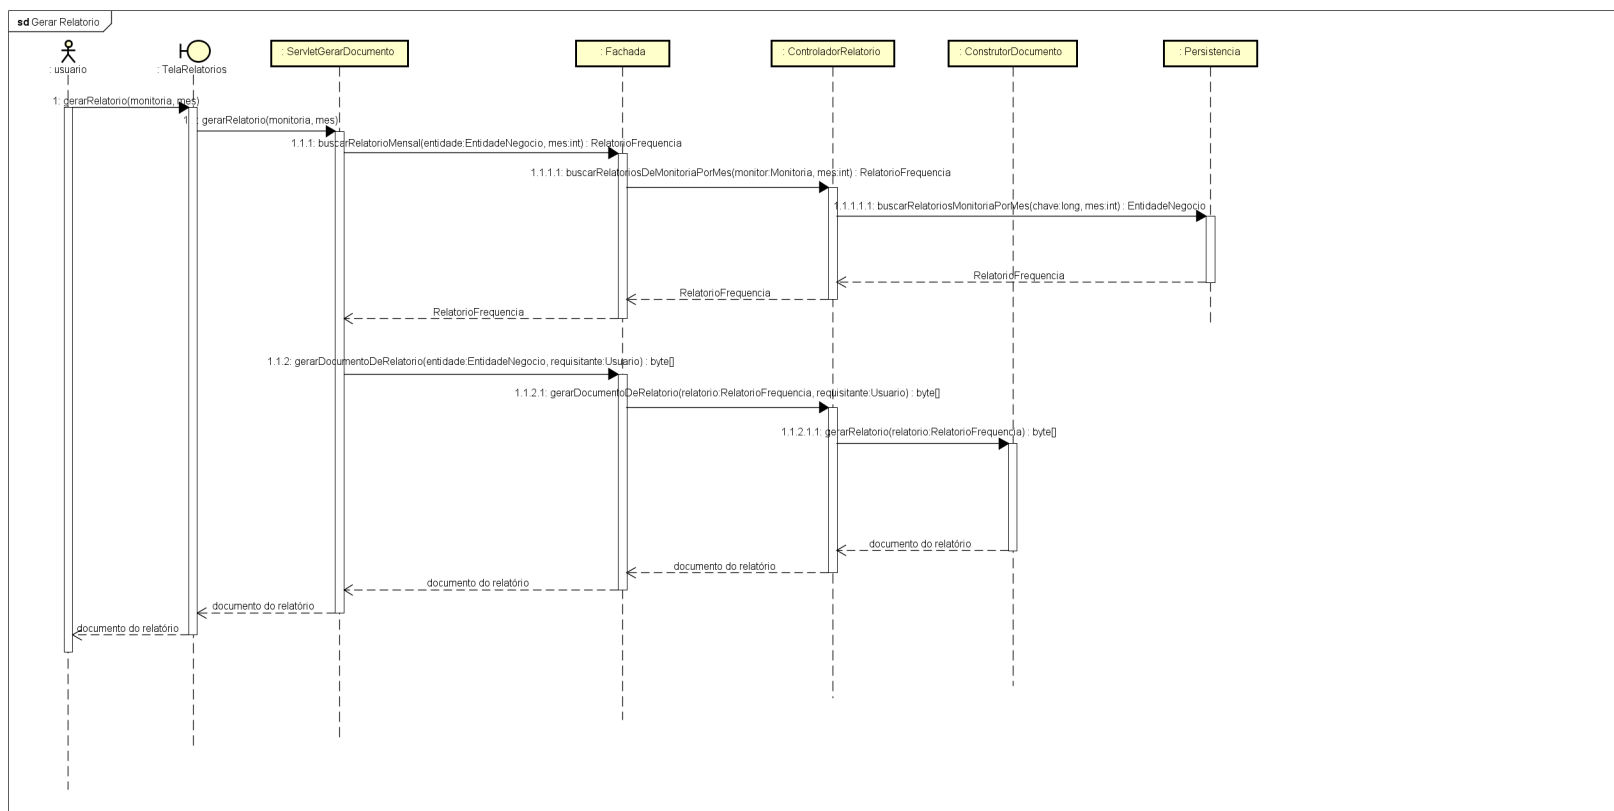 sd Gerar Relatorio
: usuario
: TelaRelatorios
: ServletGerarDocumento
: Fachada
: ControladorRelatorio
: ConstrutorDocumento
: Persistencia
1: gerarRelatorio(monitoria, mes)
gerarRelatorio(monitoria, mes)
1.1.1: buscarRelatorioMensal(entidade:EntidadeNegocio, mes:int) : RelatorioFrequencia
1.1.1.1: buscarRelatoriosDeMonitoriaPorMes(monitor:Monitoria, mes:int) : RelatorioFrequencia
1.1.1.1.1: buscarRelatoriosMonitoriaPorMes(chave:long, mes:int) : EntidadeNegocio
RelatorioFrequencia
RelatorioFrequencia
RelatorioFrequencia
1.1.2: gerarDocumentoDeRelatorio(entidade:EntidadeNegocio, requisitante:Usuario) : byte[]
1.1.2.1: gerarDocumentoDeRelatorio(relatorio:RelatorioFrequencia, requisitante:Usuario) : byte[]
1.1.2.1.1: gerarRelatorio(relatorio:RelatorioFrequencia) : byte[]
documento do relatório
documento do relatório
documento do relatório
documento do relatório
documento do relatório